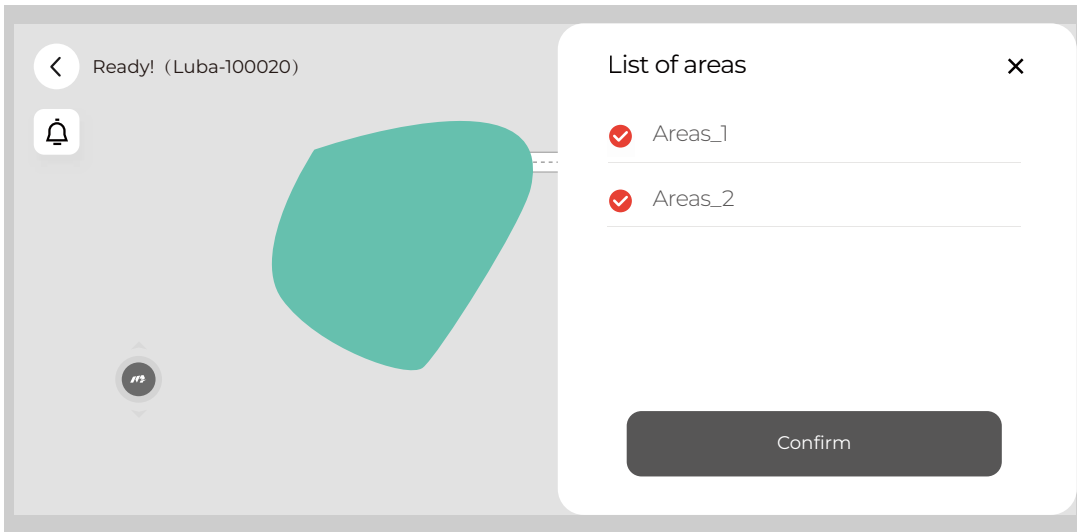 Ready!（Luba-100020）
List of areas
Areas_1
Areas_2
Confirm